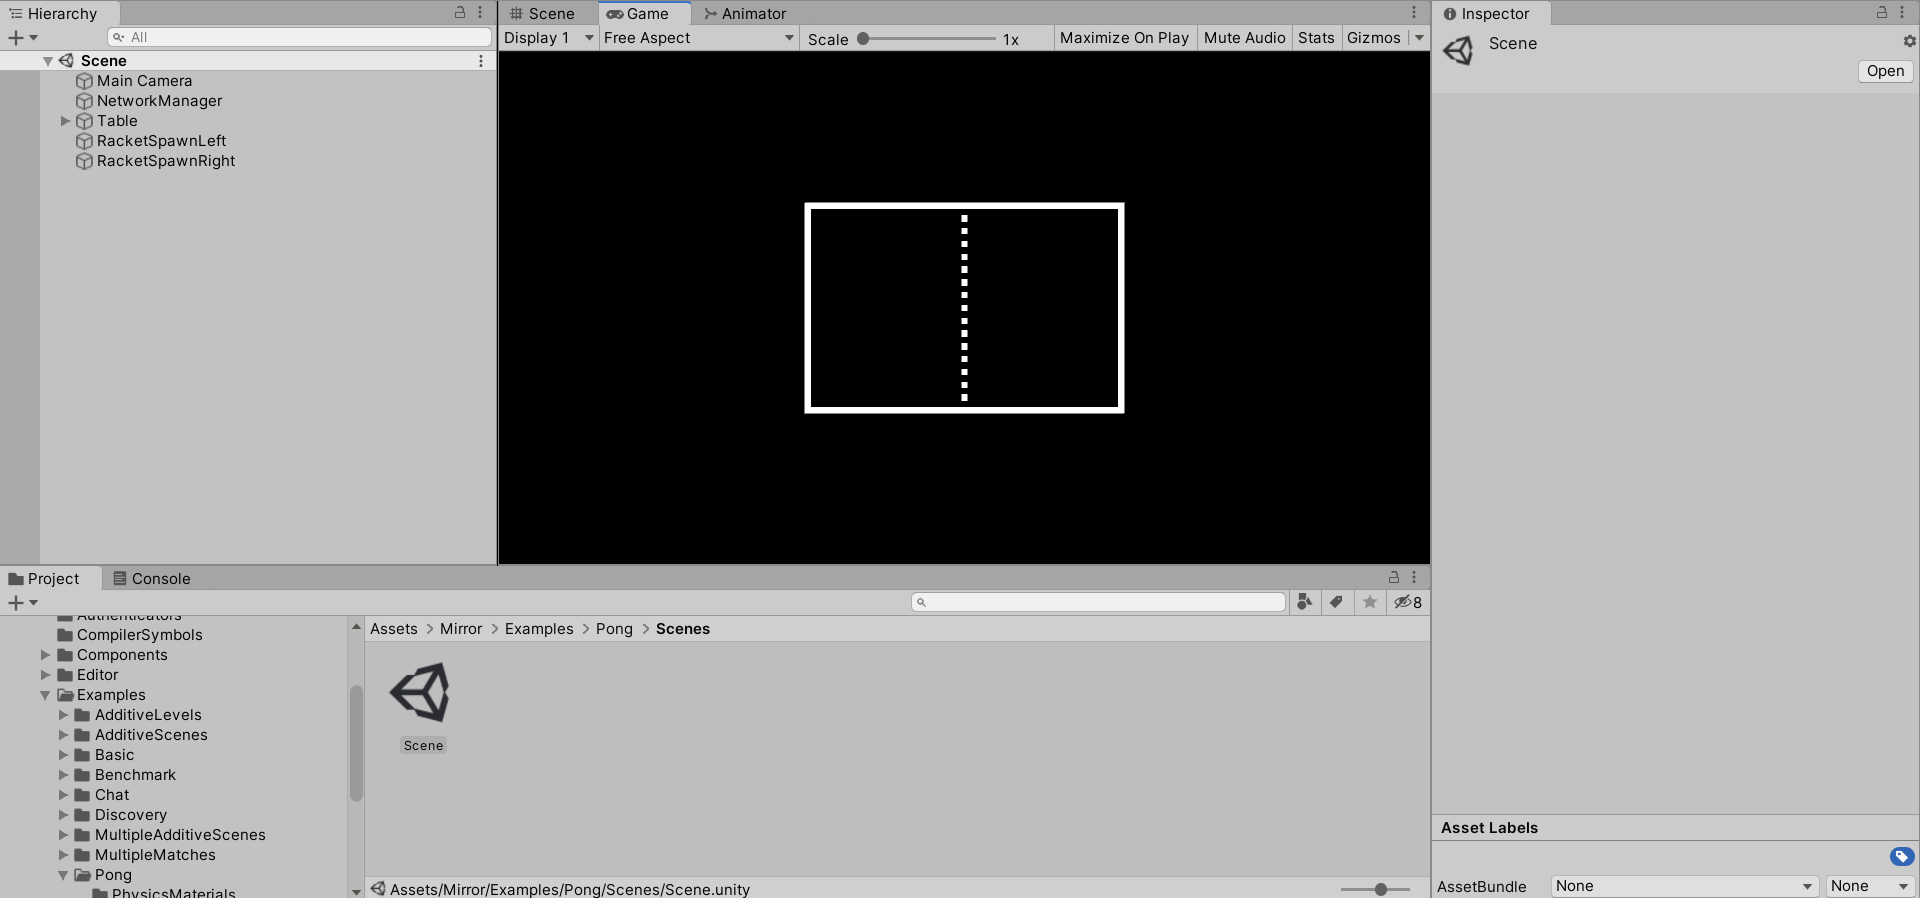 Hierarchy
All
Scene
Main Camera
NetworkManager
Table
RacketSpawnLeft
RacketSpawnRight
Scene Game Animator
Display 1 Free Aspect Scale 1x Maximize On Play Mute Audio Stats Gizmos
Inspector
Scene
Open
Project Console
8
Authenticators
CompilerSymbols
Components
Editor
Examples
AdditiveLevels
AdditiveScenes
Basic
Benchmark
Chat
Discovery
MultipleAdditiveScenes
MultipleMatches
Pong
PhysicsMaterials
Assets > Mirror > Examples > Pong > Scenes
Scene
Assets/Mirror/Examples/Pong/Scenes/Scene.unity
Asset Labels
AssetBundle None None